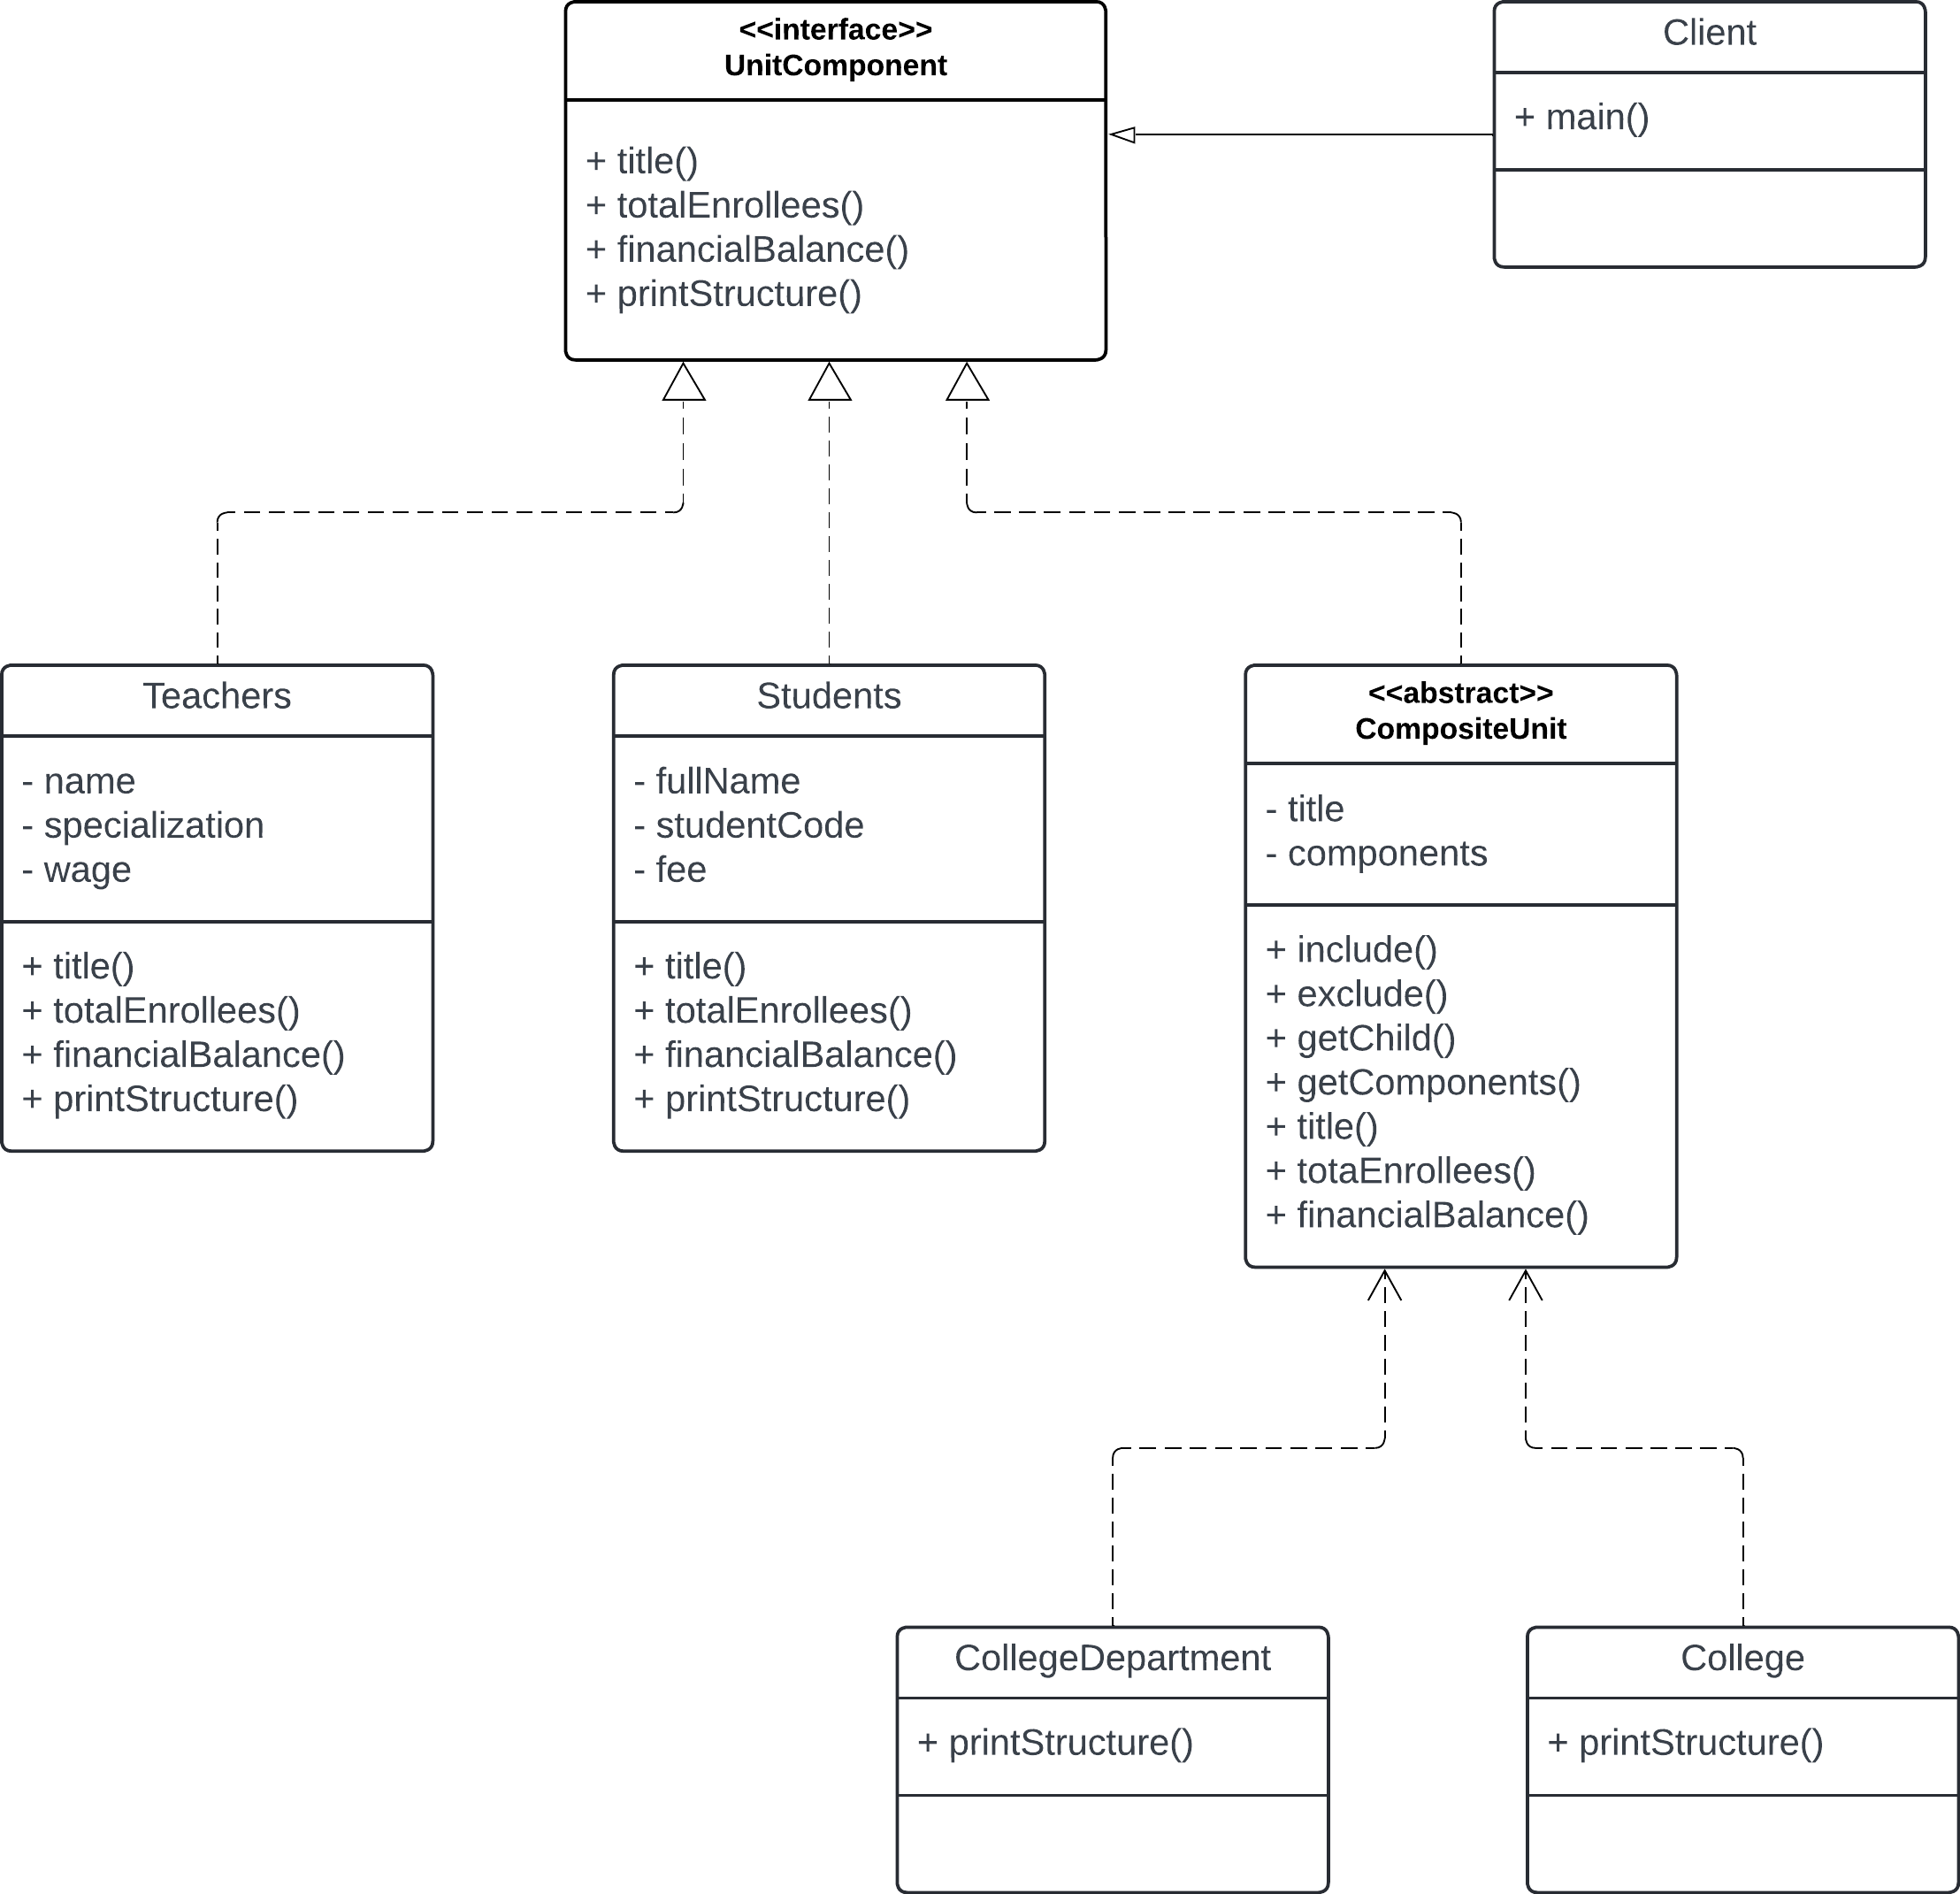 <<interface>>
UnitComponent
+ title()
+ totalEnrollees()
+ financialBalance()
+ printStructure()
Client
+ main()
Teachers
- name
- specialization
- wage
+ title()
+ totalEnrollees()
+ financialBalance()
+ printStructure()
Students
- fullName
- studentCode
- fee
+ title()
+ totalEnrollees()
+ financialBalance()
+ printStructure()
<<abstract>>
CompositeUnit
- title
- components
+ include()
+ exclude()
+ getChild()
+ getComponents()
+ title()
+ totaEnrollees()
+ financialBalance()
CollegeDepartment
+ printStructure()
College
+ printStructure()